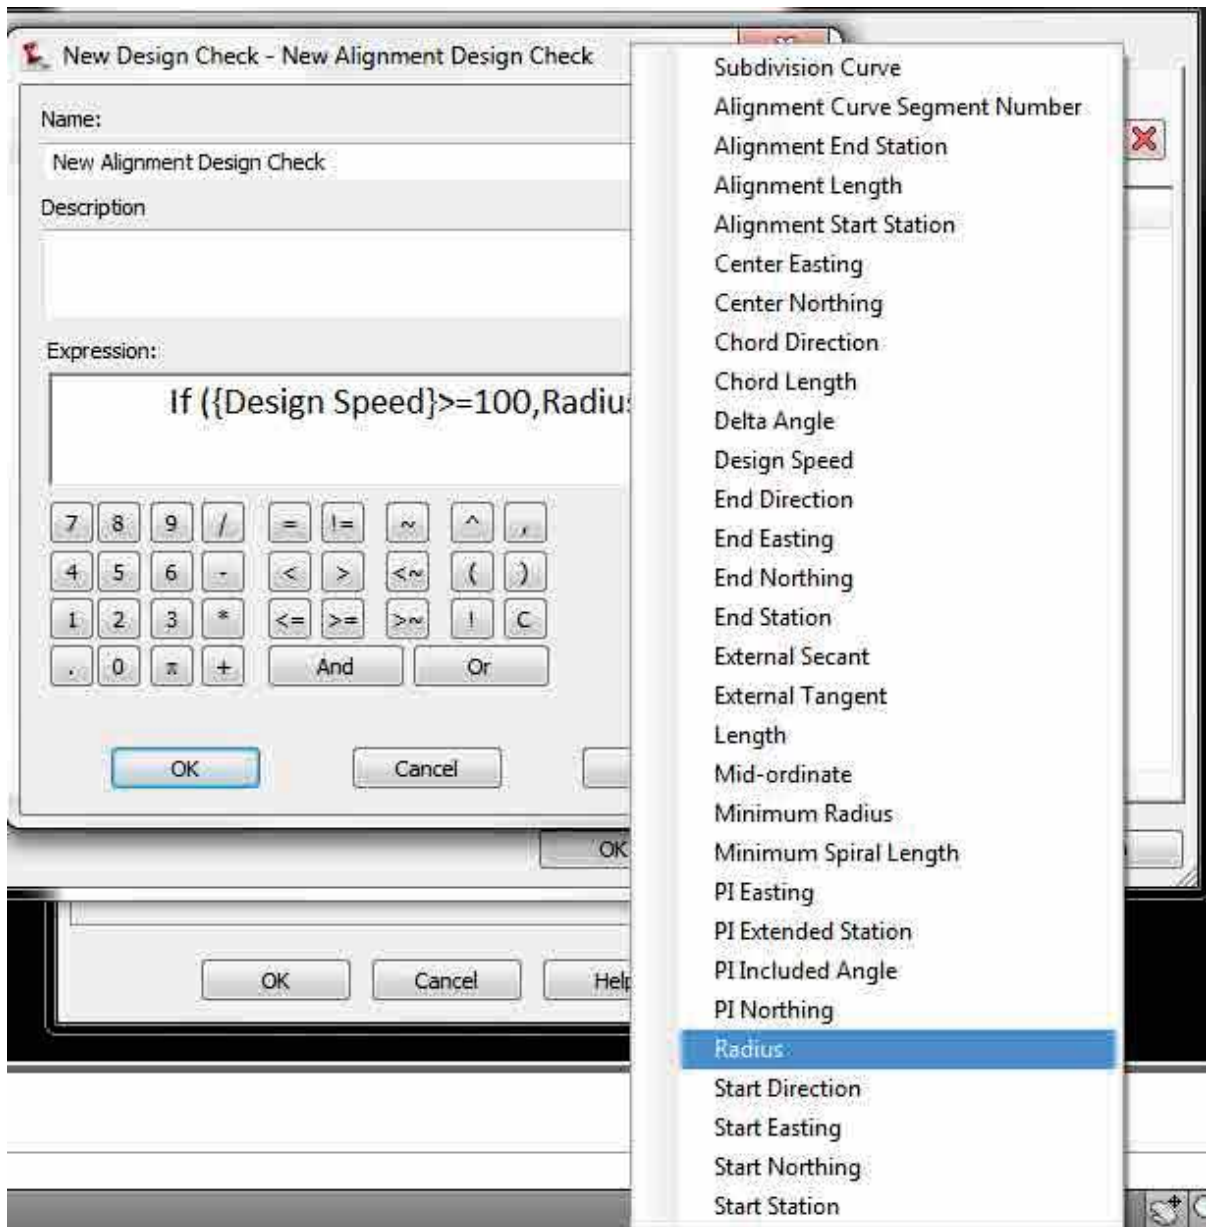 New Design Check - New Alignment Design Check
Name:
New Alignment Design Check
Description
Expression:
If ({Design Speed}>=100,Radiu
7 8 9 / = != ~ ^ ,
4 5 6 - < > <~ ( )
1 2 3 * <= >= >~ ! C
. 0 π + And Or
OK Cancel
OK
OK Cancel Help
Subdivision Curve
Alignment Curve Segment Number
Alignment End Station
Alignment Length
Alignment Start Station
Center Easting
Center Northing
Chord Direction
Chord Length
Delta Angle
Design Speed
End Direction
End Easting
End Northing
End Station
External Secant
External Tangent
Length
Mid-ordinate
Minimum Radius
Minimum Spiral Length
PI Easting
PI Extended Station
PI Included Angle
PI Northing
Radius
Start Direction
Start Easting
Start Northing
Start Station